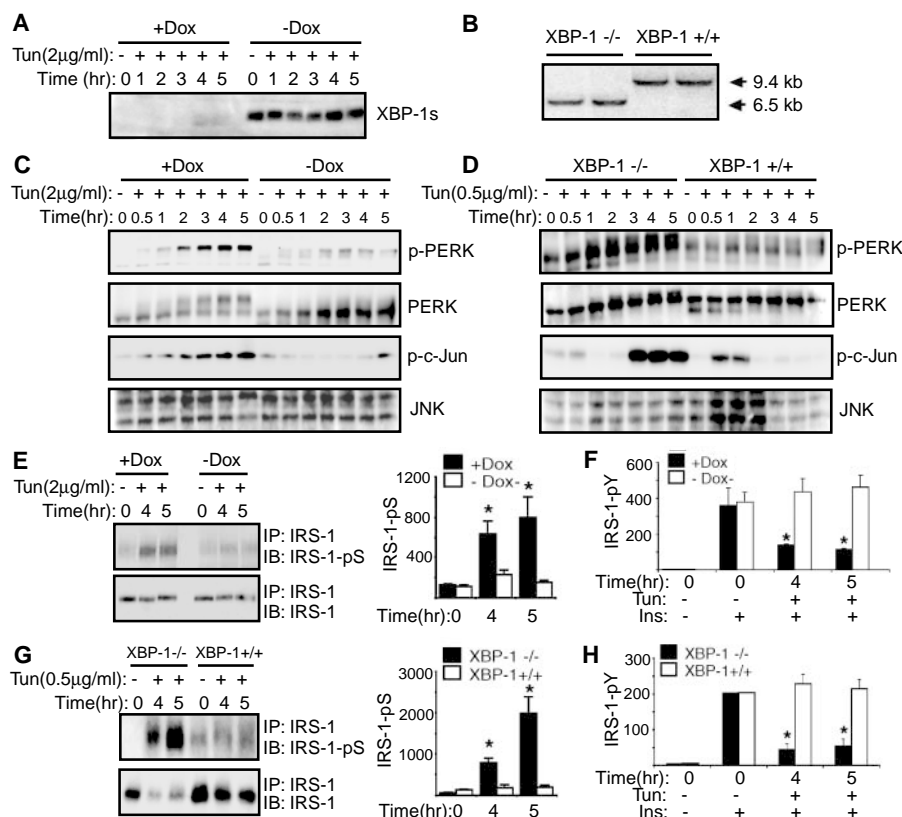 A
+Dox -Dox
Tun(2µg/ml): - + + + + + - + + + + +
Time (hr): 0 1 2 3 4 5 0 1 2 3 4 5
XBP-1s
B
XBP-1 -/- XBP-1 +/+
9.4 kb
6.5 kb
C
+Dox -Dox
Tun(2µg/ml): - + + + + + + - + + + + + +
Time(hr): 0 0.5 1 2 3 4 5 0 0.5 1 2 3 4 5
p-PERK
PERK
p-c-Jun
JNK
D
XBP-1 -/- XBP-1 +/+
Tun(0.5µg/ml): - + + + + + + - + + + + + +
Time(hr): 0 0.5 1 2 3 4 5 0 0.5 1 2 3 4 5
p-PERK
PERK
p-c-Jun
JNK
E
+Dox -Dox
Tun(2µg/ml): - + + - + +
Time(hr): 0 4 5 0 4 5
IP: IRS-1
IB: IRS-1-pS
IP: IRS-1
IB: IRS-1
+Dox
- Dox-
IRS-1-pS
1200
800
400
0
* *
Time(hr): 0 4 5
F
+Dox
- Dox-
IRS-1-pY
600
400
200
0
* *
Time(hr): 0 0 4 5
Tun: - - + +
Ins: - + + +
G
XBP-1-/- XBP-1+/+
Tun(0.5µg/ml): - + + - + +
Time(hr): 0 4 5 0 4 5
IP: IRS-1
IB: IRS-1-pS
IP: IRS-1
IB: IRS-1
XBP-1 -/-
XBP-1+/+
IRS-1-pS
3000
2000
1000
0
* *
Time(hr): 0 4 5
H
XBP-1 -/-
XBP-1+/+
IRS-1-pY
300
200
100
0
* *
Time(hr): 0 0 4 5
Tun: - - + +
Ins: - + + +